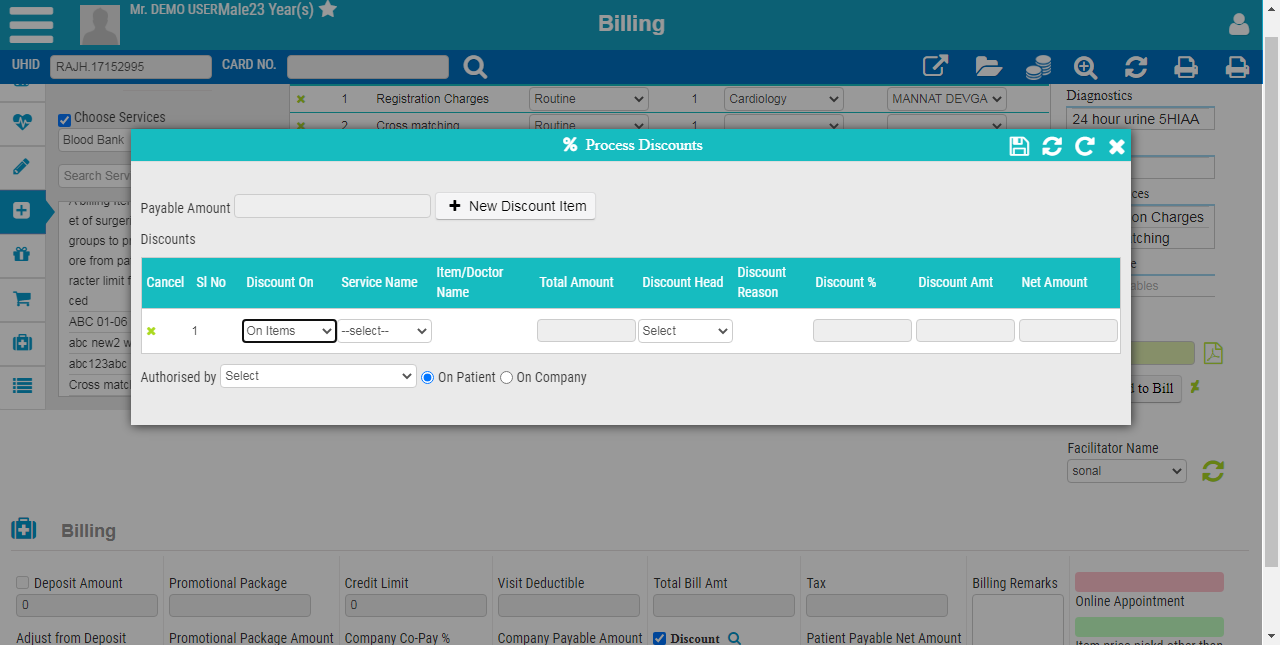 Mr. DEMO USERMale23 Year(s)
Billing
UHID RAJH.17152995 CARD NO.
1 Registration Charges Routine 1 Cardiology MANNAT DEVGA
2 Cross matching Routine 1
Choose Services
Blood Bank
Search Serv
et of surger
groups to p
ore from pa
racter limit f
ced
ABC 01-06
abc new2 w
abc123abc
Cross matc
Diagnostics
24 hour urine 5HIAA
Process Discounts
Payable Amount
New Discount Item
Discounts
Cancel Sl No Discount On Service Name Item/Doctor Name Total Amount Discount Head Discount Reason Discount % Discount Amt Net Amount
1 On Items --select-- Select
Authorised by Select On Patient On Company
ces
on Charges
tching
e
ables
to Bill
Facilitator Name
sonal
Billing
Deposit Amount Promotional Package Credit Limit Visit Deductible Total Bill Amt Tax Billing Remarks
0 0
Online Appointment
Adjust from Deposit Promotional Package Amount Company Co-Pay % Company Payable Amount Discount Patient Payable Net Amount
Item price pickd other than